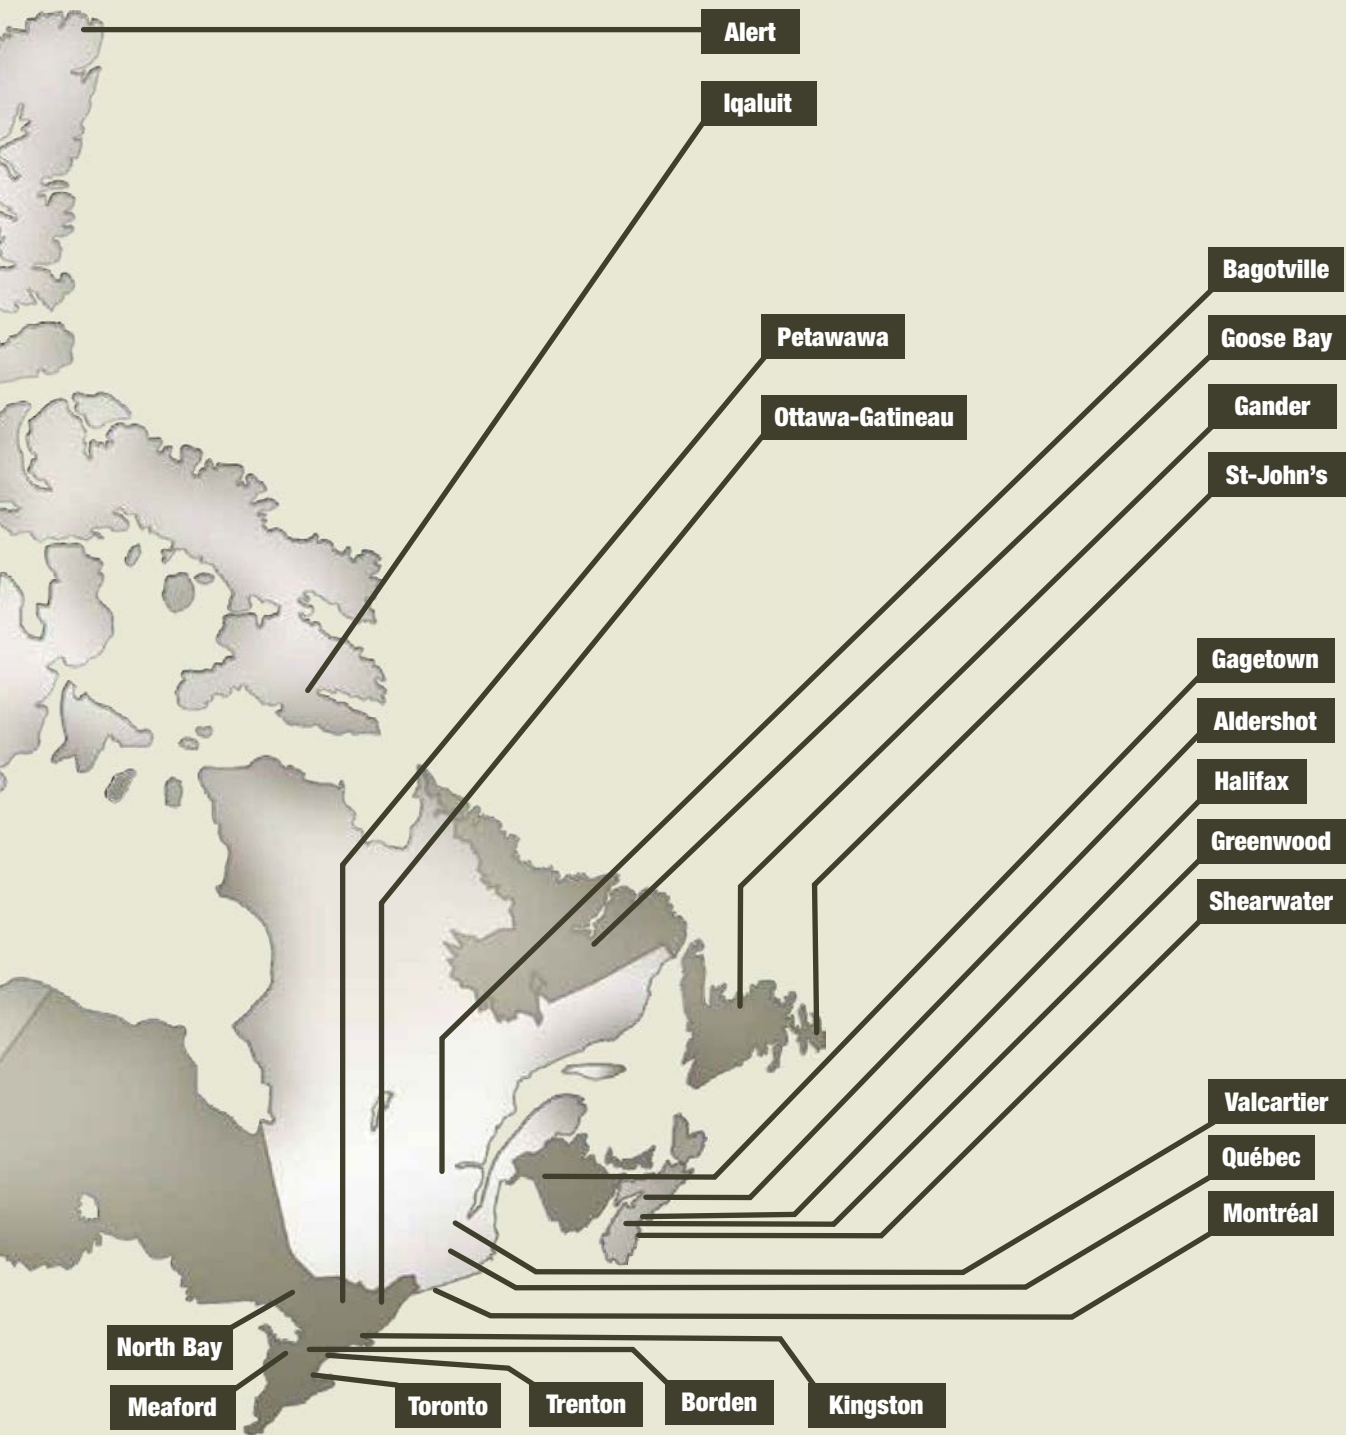 Alert
Iqaluit
Bagotville
Petawawa
Goose Bay
Gander
Ottawa-Gatineau
St-John's
Gagetown
Aldershot
Halifax
Greenwood
Shearwater
Valcartier
Québec
Montréal
North Bay
Meaford
Toronto
Trenton
Borden
Kingston